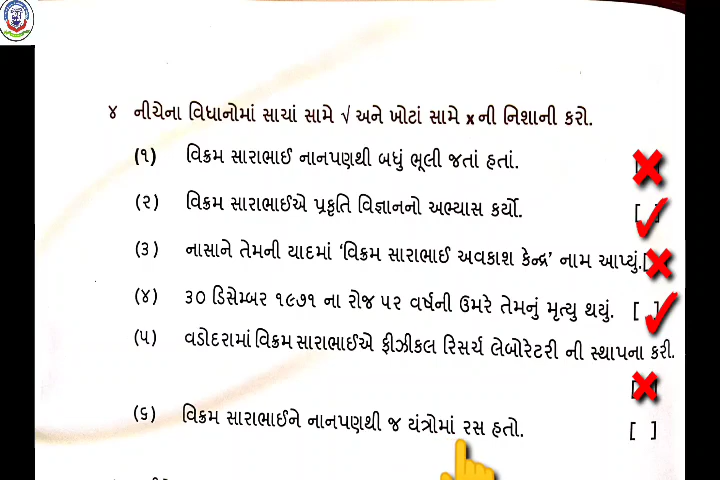 ૪ નીચેના વિધાનોમાં સાચાં સામે √ અને ખોટાં સામે x ની નિશાની કરો.
(૧) વિક્રમ સારાભાઈ નાનપણથી બધું ભૂલી જતાં હતાં. [ ]
(૨) વિક્રમ સારાભાઈએ પ્રકૃતિ વિજ્ઞાનનો અભ્યાસ કર્યો. [ ]
(૩) નાસાને તેમની યાદમાં ‘વિક્રમ સારાભાઈ અવકાશ કેન્દ્ર’ નામ આપ્યું. [ ]
(૪) ૩૦ ડિસેમ્બર ૧૯૭૧ ના રોજ ૫૨ વર્ષની ઉમરે તેમનું મૃત્યુ થયું. [ ]
(૫) વડોદરામાં વિક્રમ સારાભાઈએ ફીઝીકલ રિસર્ચ લેબોરેટરી ની સ્થાપના કરી.
[ ]
(૬) વિક્રમ સારાભાઈને નાનપણથી જ યંત્રોમાં રસ હતો. [ ]